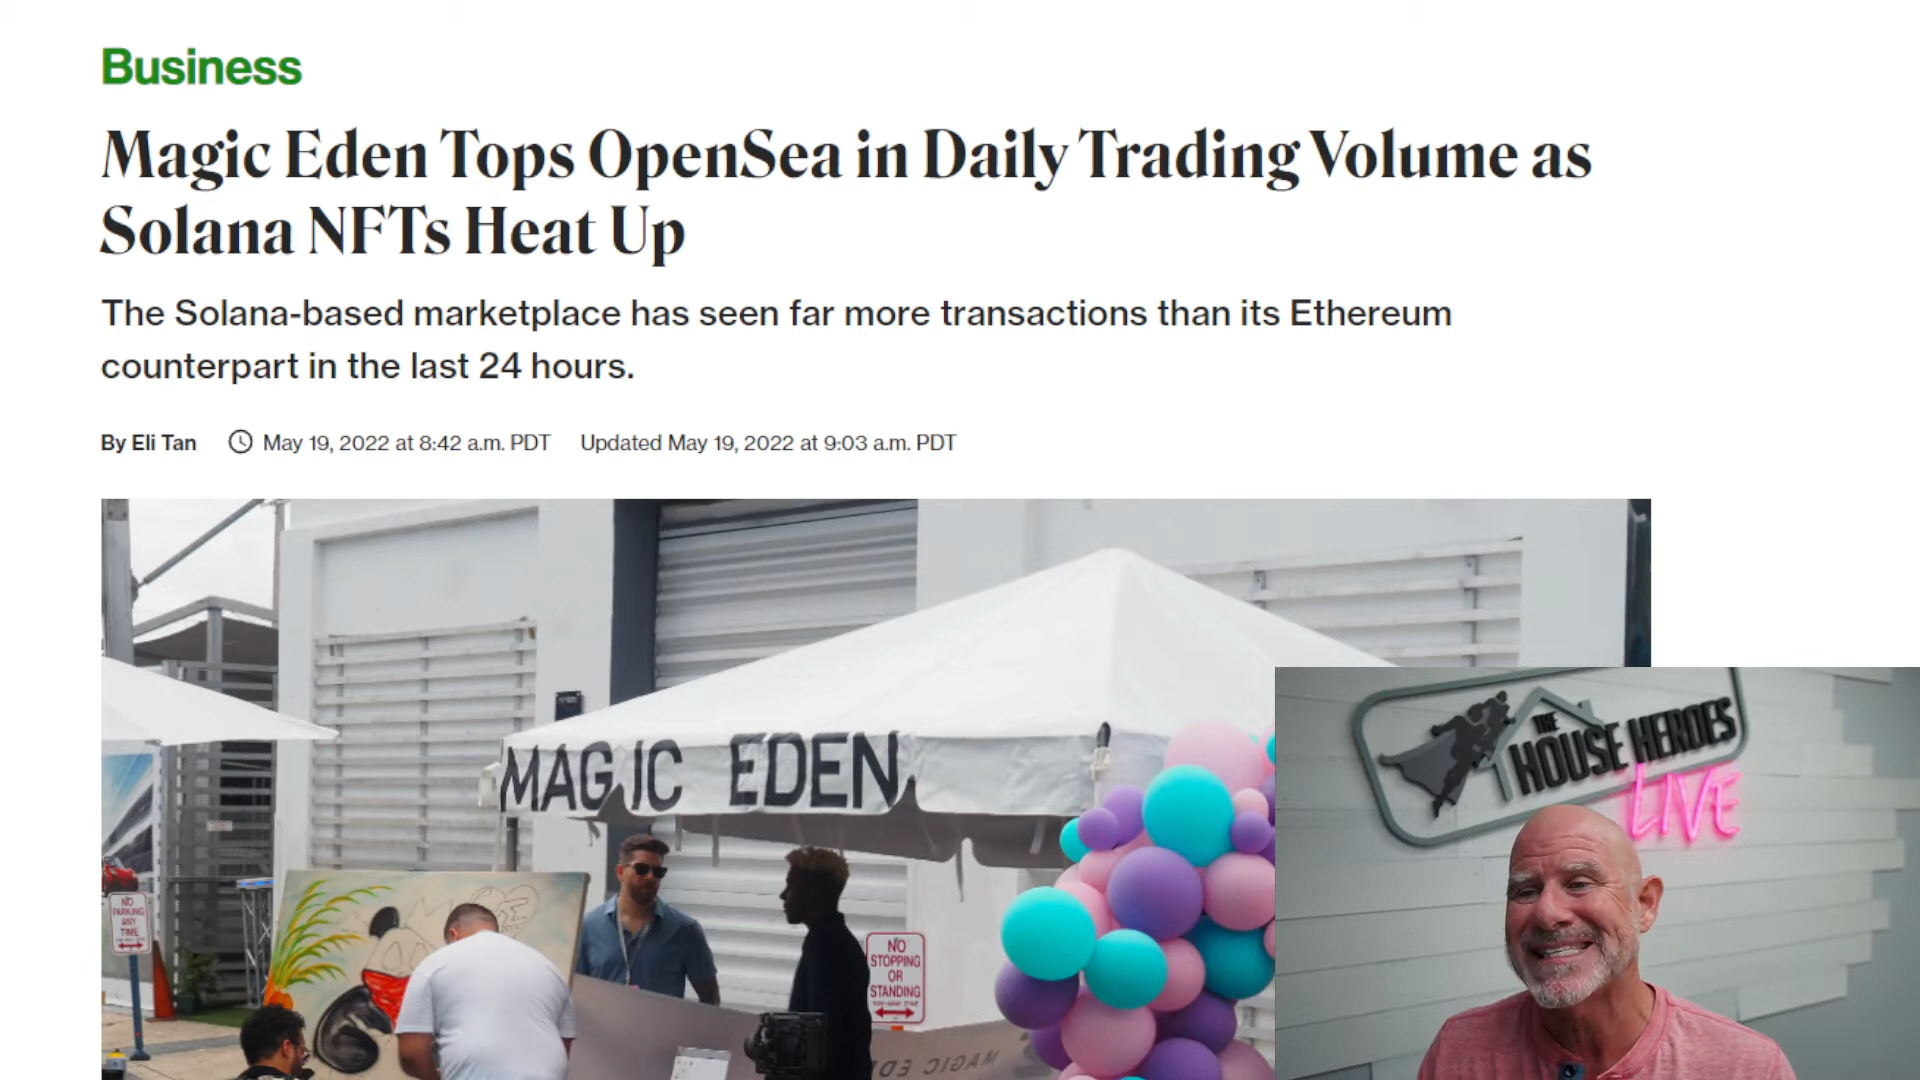 Business
Magic Eden Tops OpenSea in Daily Trading Volume as
Solana NFTs Heat Up
The Solana-based marketplace has seen far more transactions than its Ethereum
counterpart in the last 24 hours.
By Eli Tan May 19, 2022 at 8:42 a.m. PDT Updated May 19, 2022 at 9:03 a.m. PDT
MAGIC EDEN
THE
HOUSE HEROES
LIVE
NO
PARKING
ANY
TIME
NO
STOPPING
OR
STANDING
MAGIC EDE